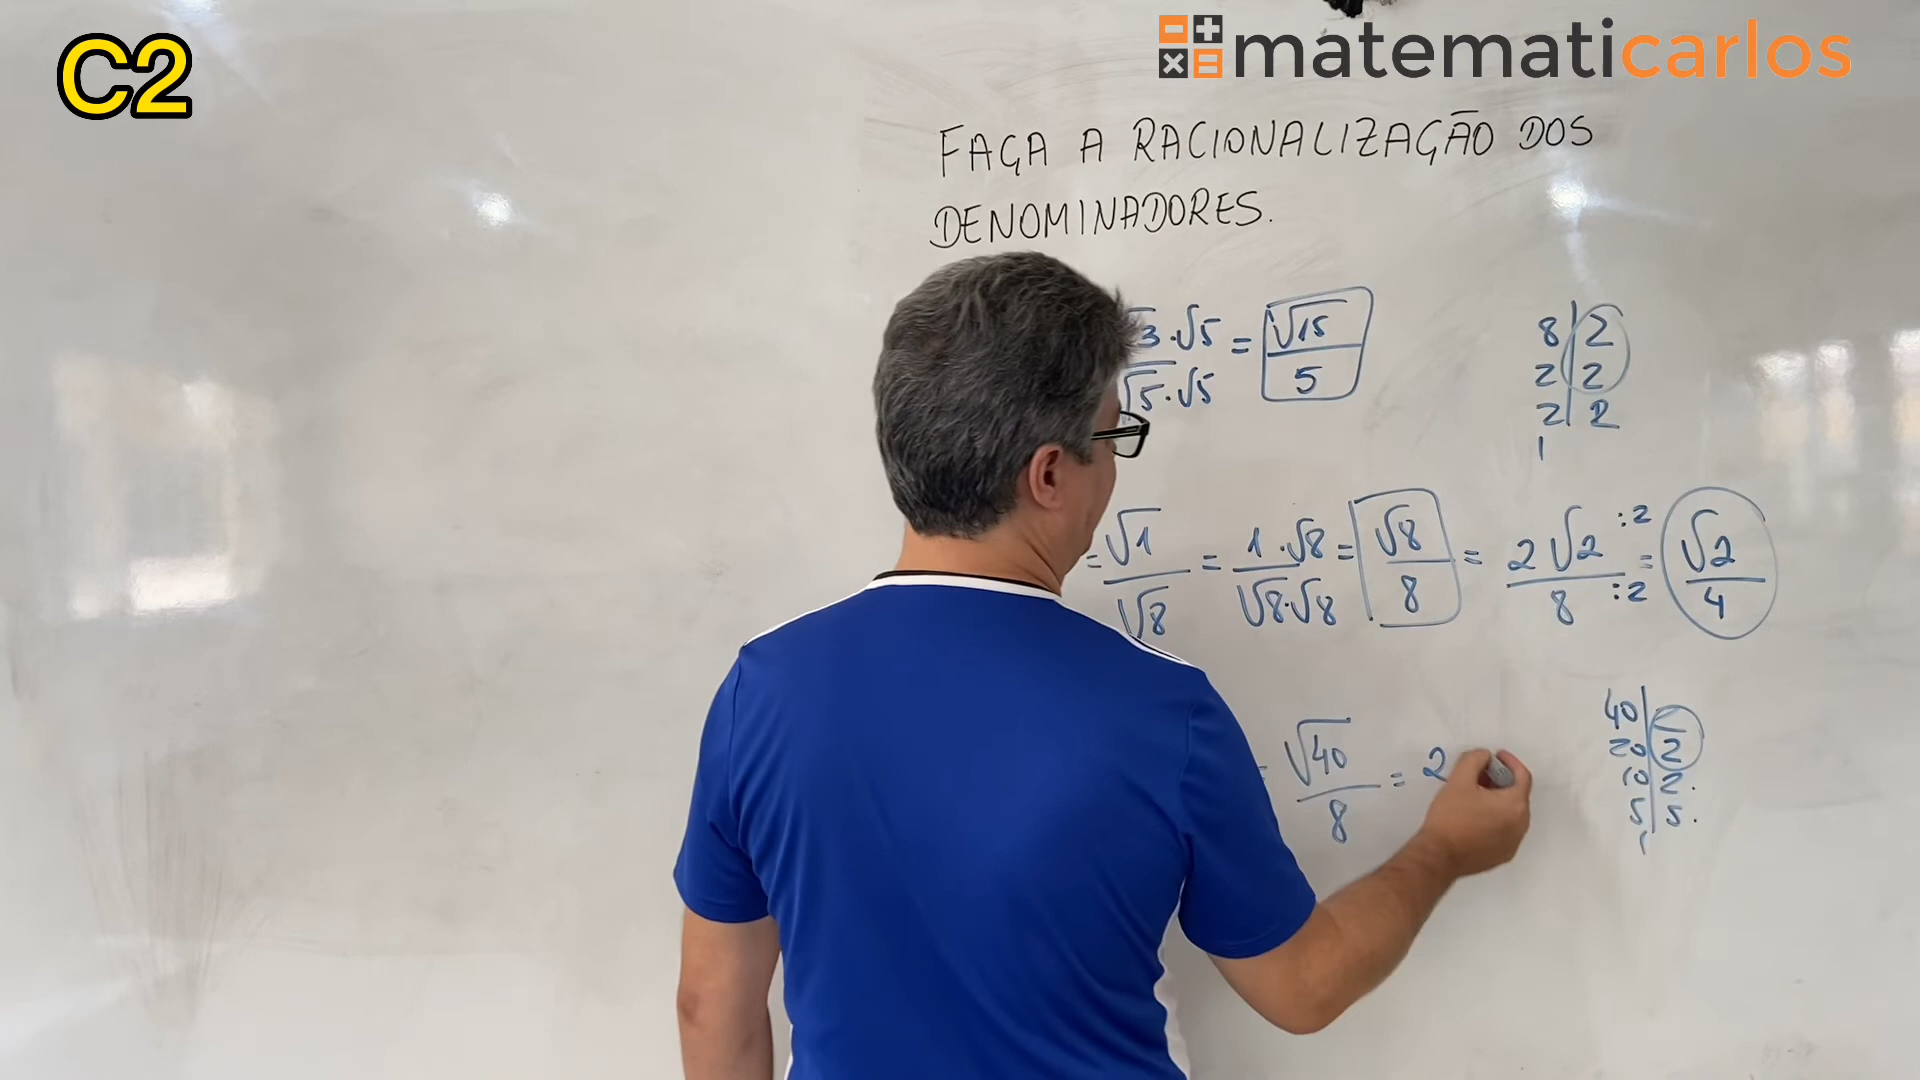 C2
matematicarlos
FAÇA A RACIONALIZAÇÃO DOS
DENOMINADORES.
3·√5 = √15
√5·√5 5
8|2
2|2
2|2
1
= √1/√8 = 1·√8/√8·√8 = √8/8 = 2√2/8 :2/:2 = √2/4
√40/8 = 2
40|
20|2
10|2.
5|5.
1